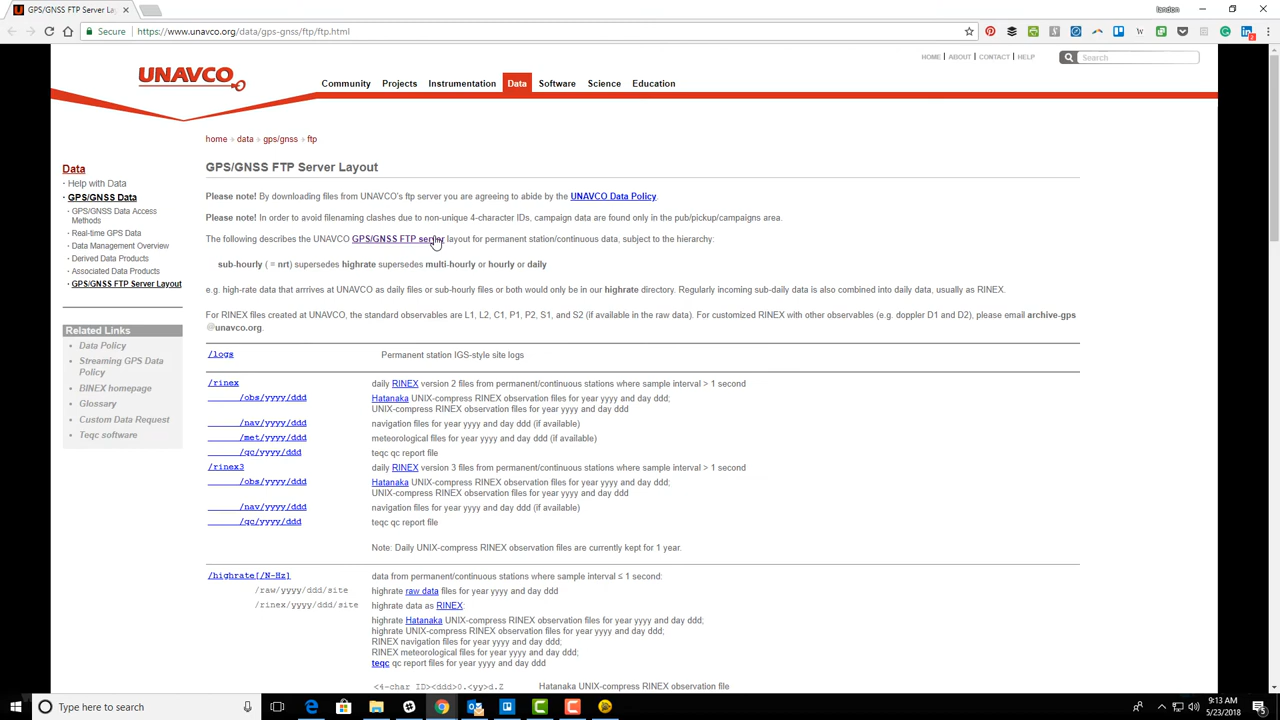 UNAVCO GPS/GNSS FTP Server La
landon
Secure
https://www.unavco.org/data/gps-gnss/ftp/ftp.html
HOME | ABOUT | CONTACT | HELP
Search
UNAVCO
Community
Projects
Instrumentation
Data
Software
Science
Education
home » data » gps/gnss » ftp
Data
· Help with Data
· GPS/GNSS Data
· GPS/GNSS Data Access
Methods
· Real-time GPS Data
· Data Management Overview
· Derived Data Products
· Associated Data Products
· GPS/GNSS FTP Server Layout
Related Links
• Data Policy
• Streaming GPS Data
Policy
• BINEX homepage
• Glossary
• Custom Data Request
• Teqc software
GPS/GNSS FTP Server Layout
Please note! By downloading files from UNAVCO's ftp server you are agreeing to abide by the UNAVCO Data Policy.
Please note! In order to avoid filenaming clashes due to non-unique 4-character IDs, campaign data are found only in the pub/pickup/campaigns area.
The following describes the UNAVCO GPS/GNSS FTP server layout for permanent station/continuous data, subject to the hierarchy:
sub-hourly ( = nrt) supersedes highrate supersedes multi-hourly or hourly or daily
e.g. high-rate data that arrrives at UNAVCO as daily files or sub-hourly files or both would only be in our highrate directory. Regularly incoming sub-daily data is also combined into daily data, usually as RINEX.
For RINEX files created at UNAVCO, the standard observables are L1, L2, C1, P1, P2, S1, and S2 (if available in the raw data). For customized RINEX with other observables (e.g. doppler D1 and D2), please email archive-gps
@unavco.org.
/logs Permanent station IGS-style site logs
/rinex daily RINEX version 2 files from permanent/continuous stations where sample interval > 1 second
/obs/yyyy/ddd Hatanaka UNIX-compress RINEX observation files for year yyyy and day ddd;
UNIX-compress RINEX observation files for year yyyy and day ddd
/nav/yyyy/ddd navigation files for year yyyy and day ddd (if available)
/met/yyyy/ddd meteorological files for year yyyy and day ddd (if available)
/qc/yyyy/ddd teqc qc report file
/rinex3 daily RINEX version 3 files from permanent/continuous stations where sample interval > 1 second
/obs/yyyy/ddd Hatanaka UNIX-compress RINEX observation files for year yyyy and day ddd;
UNIX-compress RINEX observation files for year yyyy and day ddd
/nav/yyyy/ddd navigation files for year yyyy and day ddd (if available)
/qc/yyyy/ddd teqc qc report file
Note: Daily UNIX-compress RINEX observation files are currently kept for 1 year.
/highrate[/N-Hz] data from permanent/continuous stations where sample interval ≤ 1 second:
/raw/yyyy/ddd/site highrate raw data files for year yyyy and day ddd
/rinex/yyyy/ddd/site highrate data as RINEX:
highrate Hatanaka UNIX-compress RINEX observation files for year yyyy and day ddd;
highrate UNIX-compress RINEX observation files for year yyyy and day ddd;
RINEX navigation files for year yyyy and day ddd;
RINEX meteorological files for year yyyy and day ddd;
teqc qc report files for year yyyy and day ddd
<4-char ID><ddd>0.<yy>d.Z Hatanaka UNIX-compress RINEX observation file
Type here to search
9:13 AM
5/23/2018